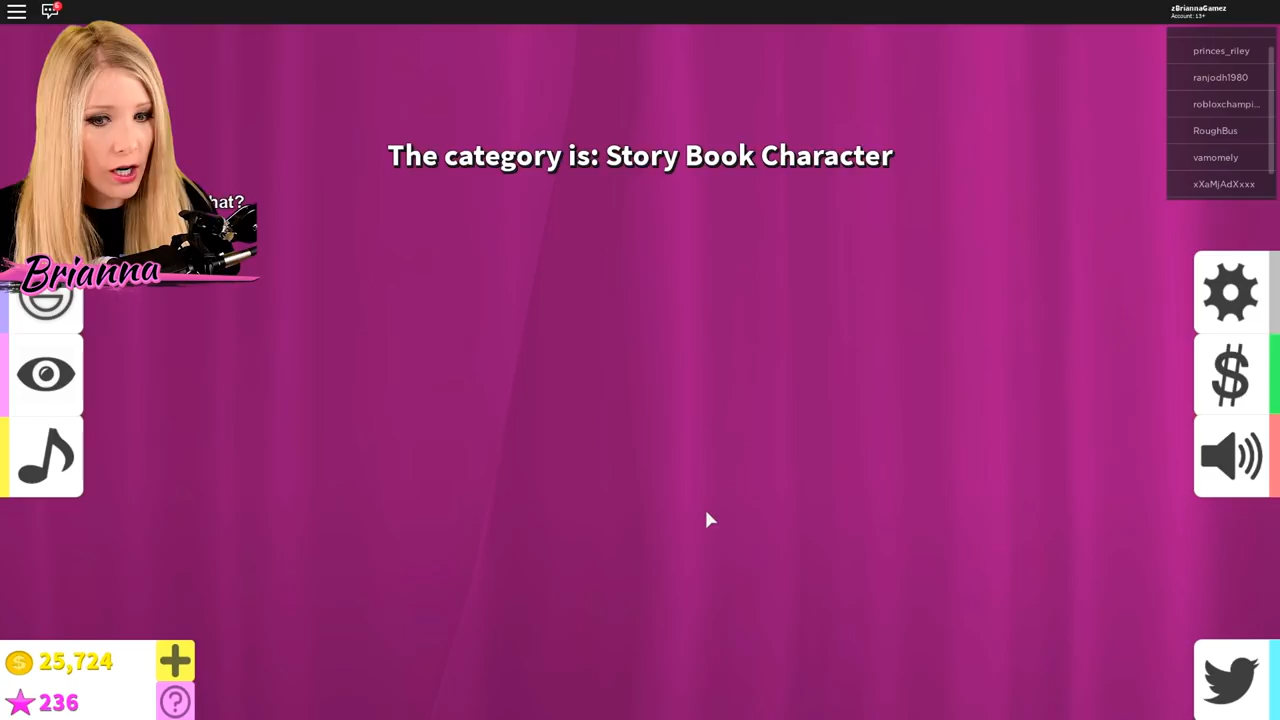 6
zBriannaGamez
Account: 13+
princes_riley
ranjodh1980
robloxchampi...
RoughBus
vamomely
xXaMjAdXxxx
The category is: Story Book Character
hat?
Brianna
25,724
236